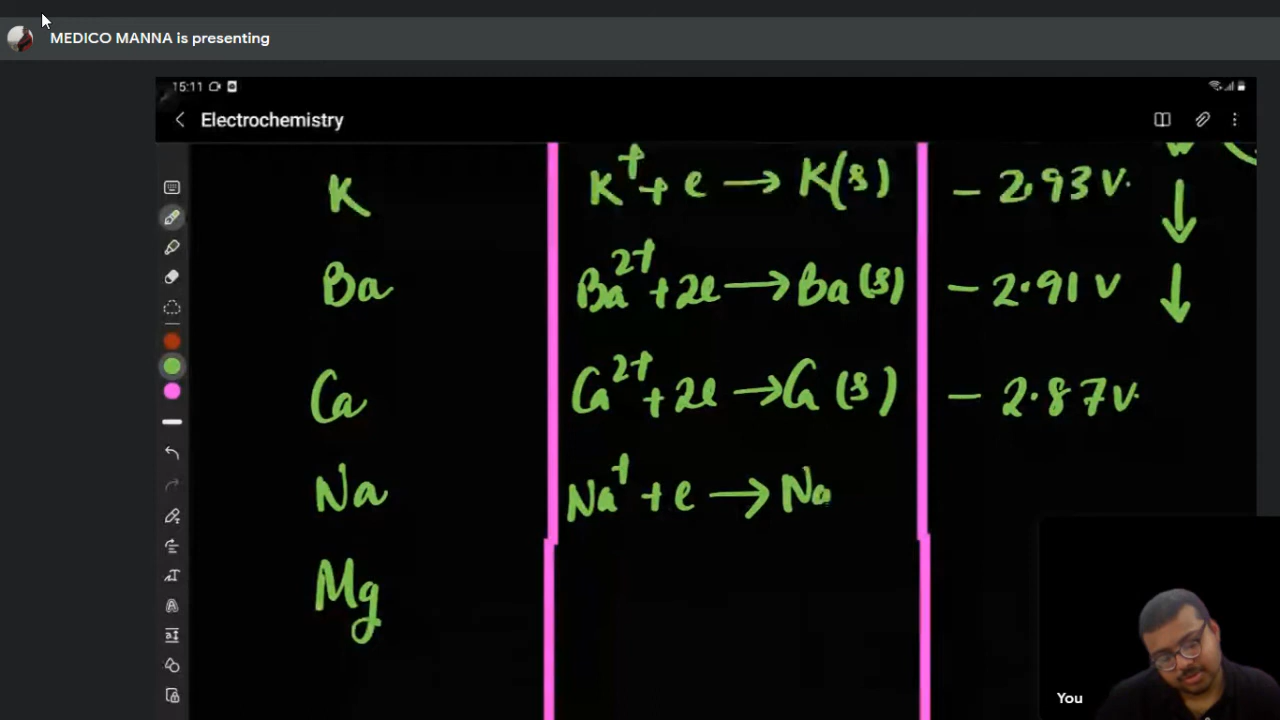 MEDICO MANNA is presenting
15:11
Electrochemistry
K K⁺ + e → K(s) – 2.93 V.
Ba Ba²⁺ + 2e → Ba (s) – 2.91 V
Ca Ca²⁺ + 2e → Ca (s) – 2.87 V.
Na Na⁺ + e → Na
Mg
You